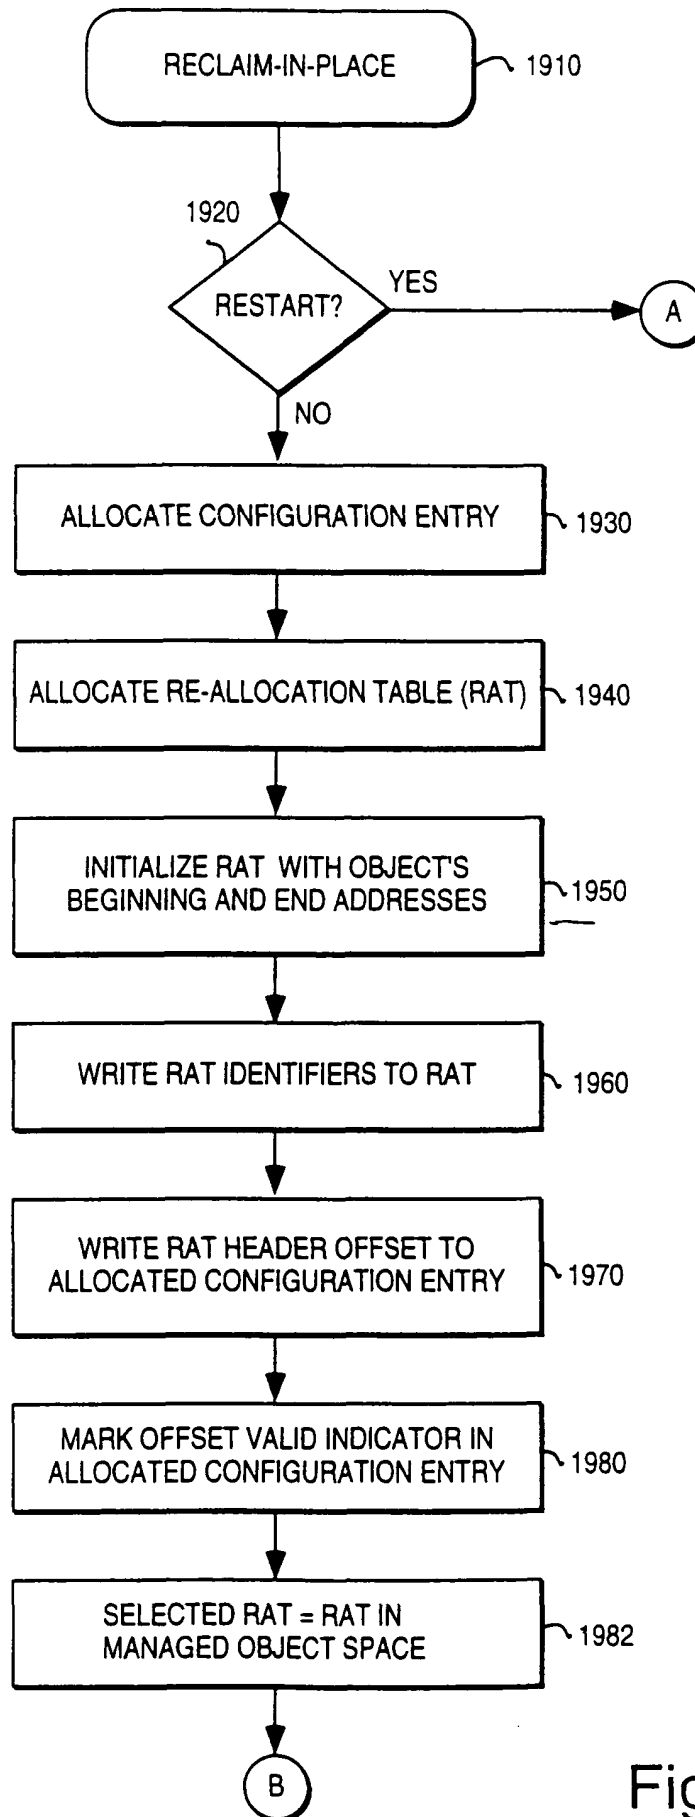 RECLAIM-IN-PLACE
1910
1920
RESTART?
YES
A
NO
ALLOCATE CONFIGURATION ENTRY
1930
ALLOCATE RE-ALLOCATION TABLE (RAT)
1940
INITIALIZE RAT WITH OBJECT'S
BEGINNING AND END ADDRESSES
1950
WRITE RAT IDENTIFIERS TO RAT
1960
WRITE RAT HEADER OFFSET TO
ALLOCATED CONFIGURATION ENTRY
1970
MARK OFFSET VALID INDICATOR IN
ALLOCATED CONFIGURATION ENTRY
1980
SELECTED RAT = RAT IN
MANAGED OBJECT SPACE
1982
B